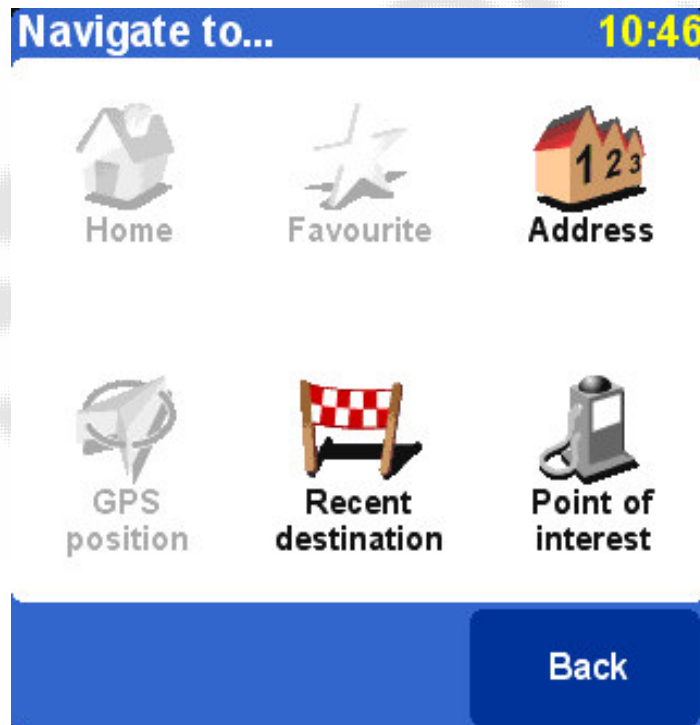 Navigate to...
10:46
Home
Favourite
1 2 3
Address
GPS
position
Recent
destination
Point of
interest
Back